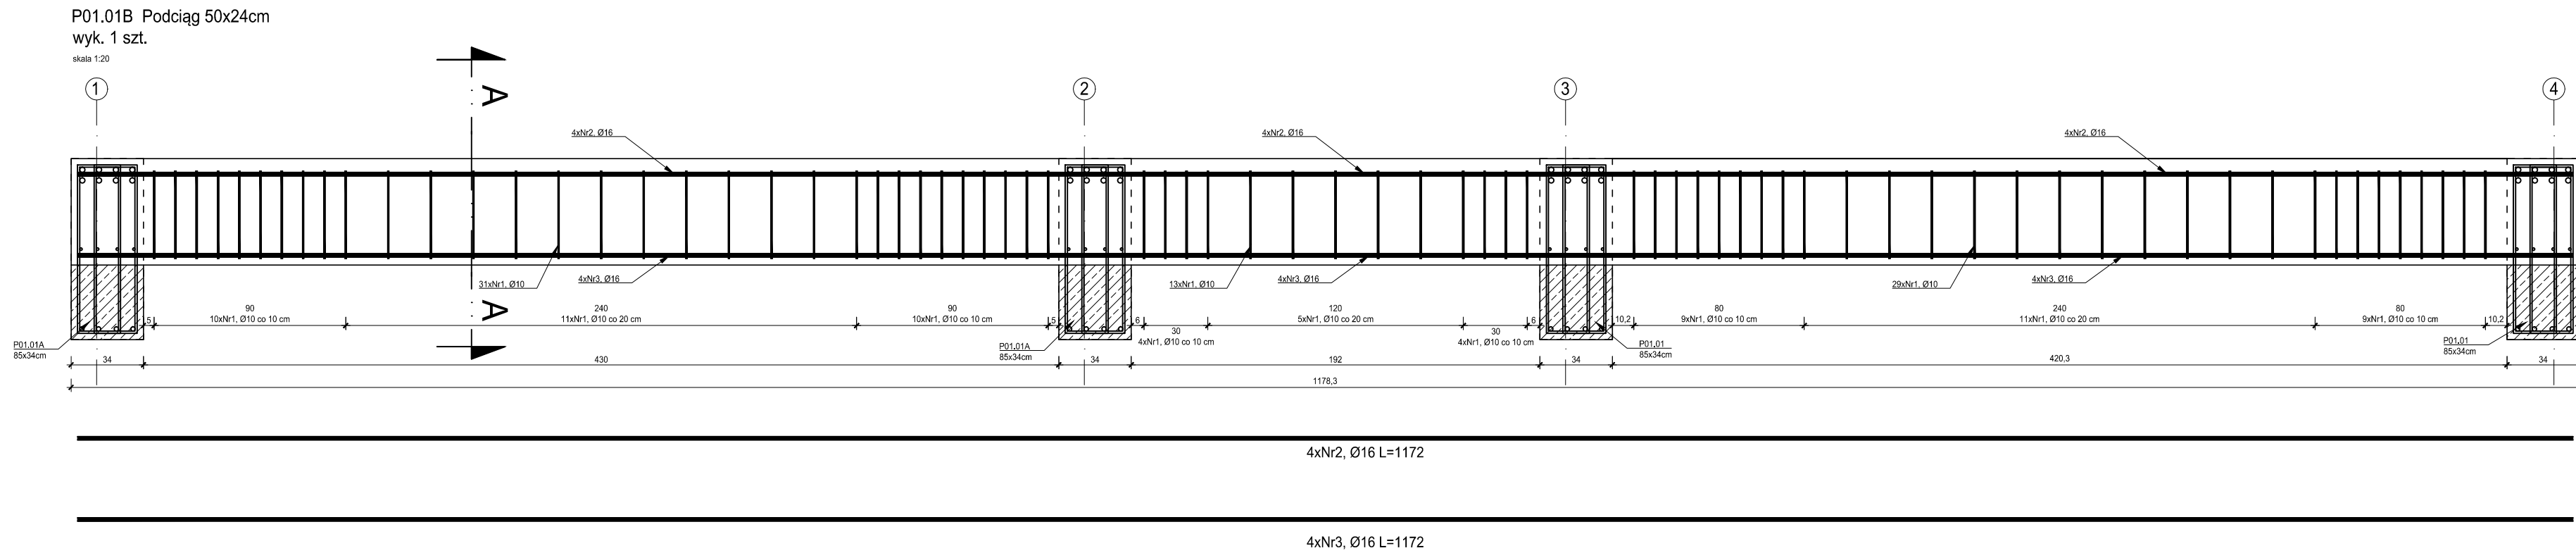 P01.01B Podciąg 50x24cm
wyk. 1 szt.
skala 1:20
1
2
3
4
A
4xNr2, Ø16
4xNr2, Ø16
4xNr2, Ø16
31xNr1, Ø10
4xNr3, Ø16
13xNr1, Ø10
4xNr3, Ø16
29xNr1, Ø10
4xNr3, Ø16
A
5
90
10xNr1, Ø10 co 10 cm
240
11xNr1, Ø10 co 20 cm
90
10xNr1, Ø10 co 10 cm
5
6
30
4xNr1, Ø10 co 10 cm
120
5xNr1, Ø10 co 20 cm
30
4xNr1, Ø10 co 10 cm
6
10,2
80
9xNr1, Ø10 co 10 cm
240
11xNr1, Ø10 co 20 cm
80
9xNr1, Ø10 co 10 cm
10,2
P01.01A
85x34cm
P01.01A
85x34cm
P01.01
85x34cm
P01.01
85x34cm
34
430
34
192
34
420,3
34
1178,3
4xNr2, Ø16 L=1172
4xNr3, Ø16 L=1172